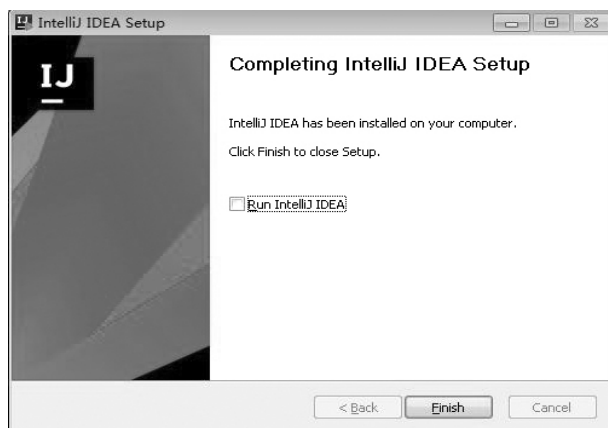 IntelliJ IDEA Setup
IJ
Completing IntelliJ IDEA Setup
IntelliJ IDEA has been installed on your computer.
Click Finish to close Setup.
Run IntelliJ IDEA
< Back
Finish
Cancel